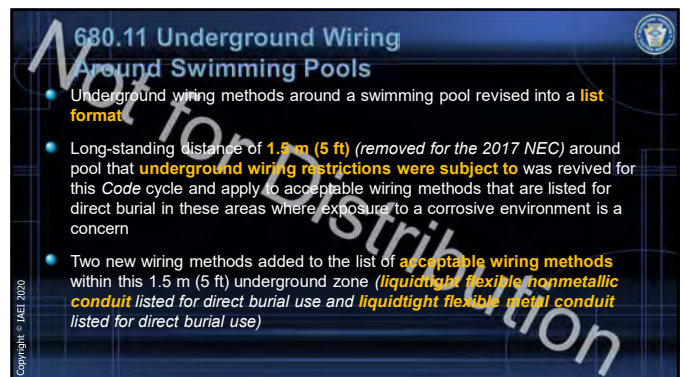 680.11 Underground Wiring
Around Swimming Pools
Underground wiring methods around a swimming pool revised into a list
format
Long-standing distance of 1.5 m (5 ft) (removed for the 2017 NEC) around
pool that underground wiring restrictions were subject to was revived for
this Code cycle and apply to acceptable wiring methods that are listed for
direct burial in these areas where exposure to a corrosive environment is a
concern
Two new wiring methods added to the list of acceptable wiring methods
within this 1.5 m (5 ft) underground zone (liquidtight flexible nonmetallic
conduit listed for direct burial use and liquidtight flexible metal conduit
listed for direct burial use)
Copyright © IAEI 2020
Not for Distribution